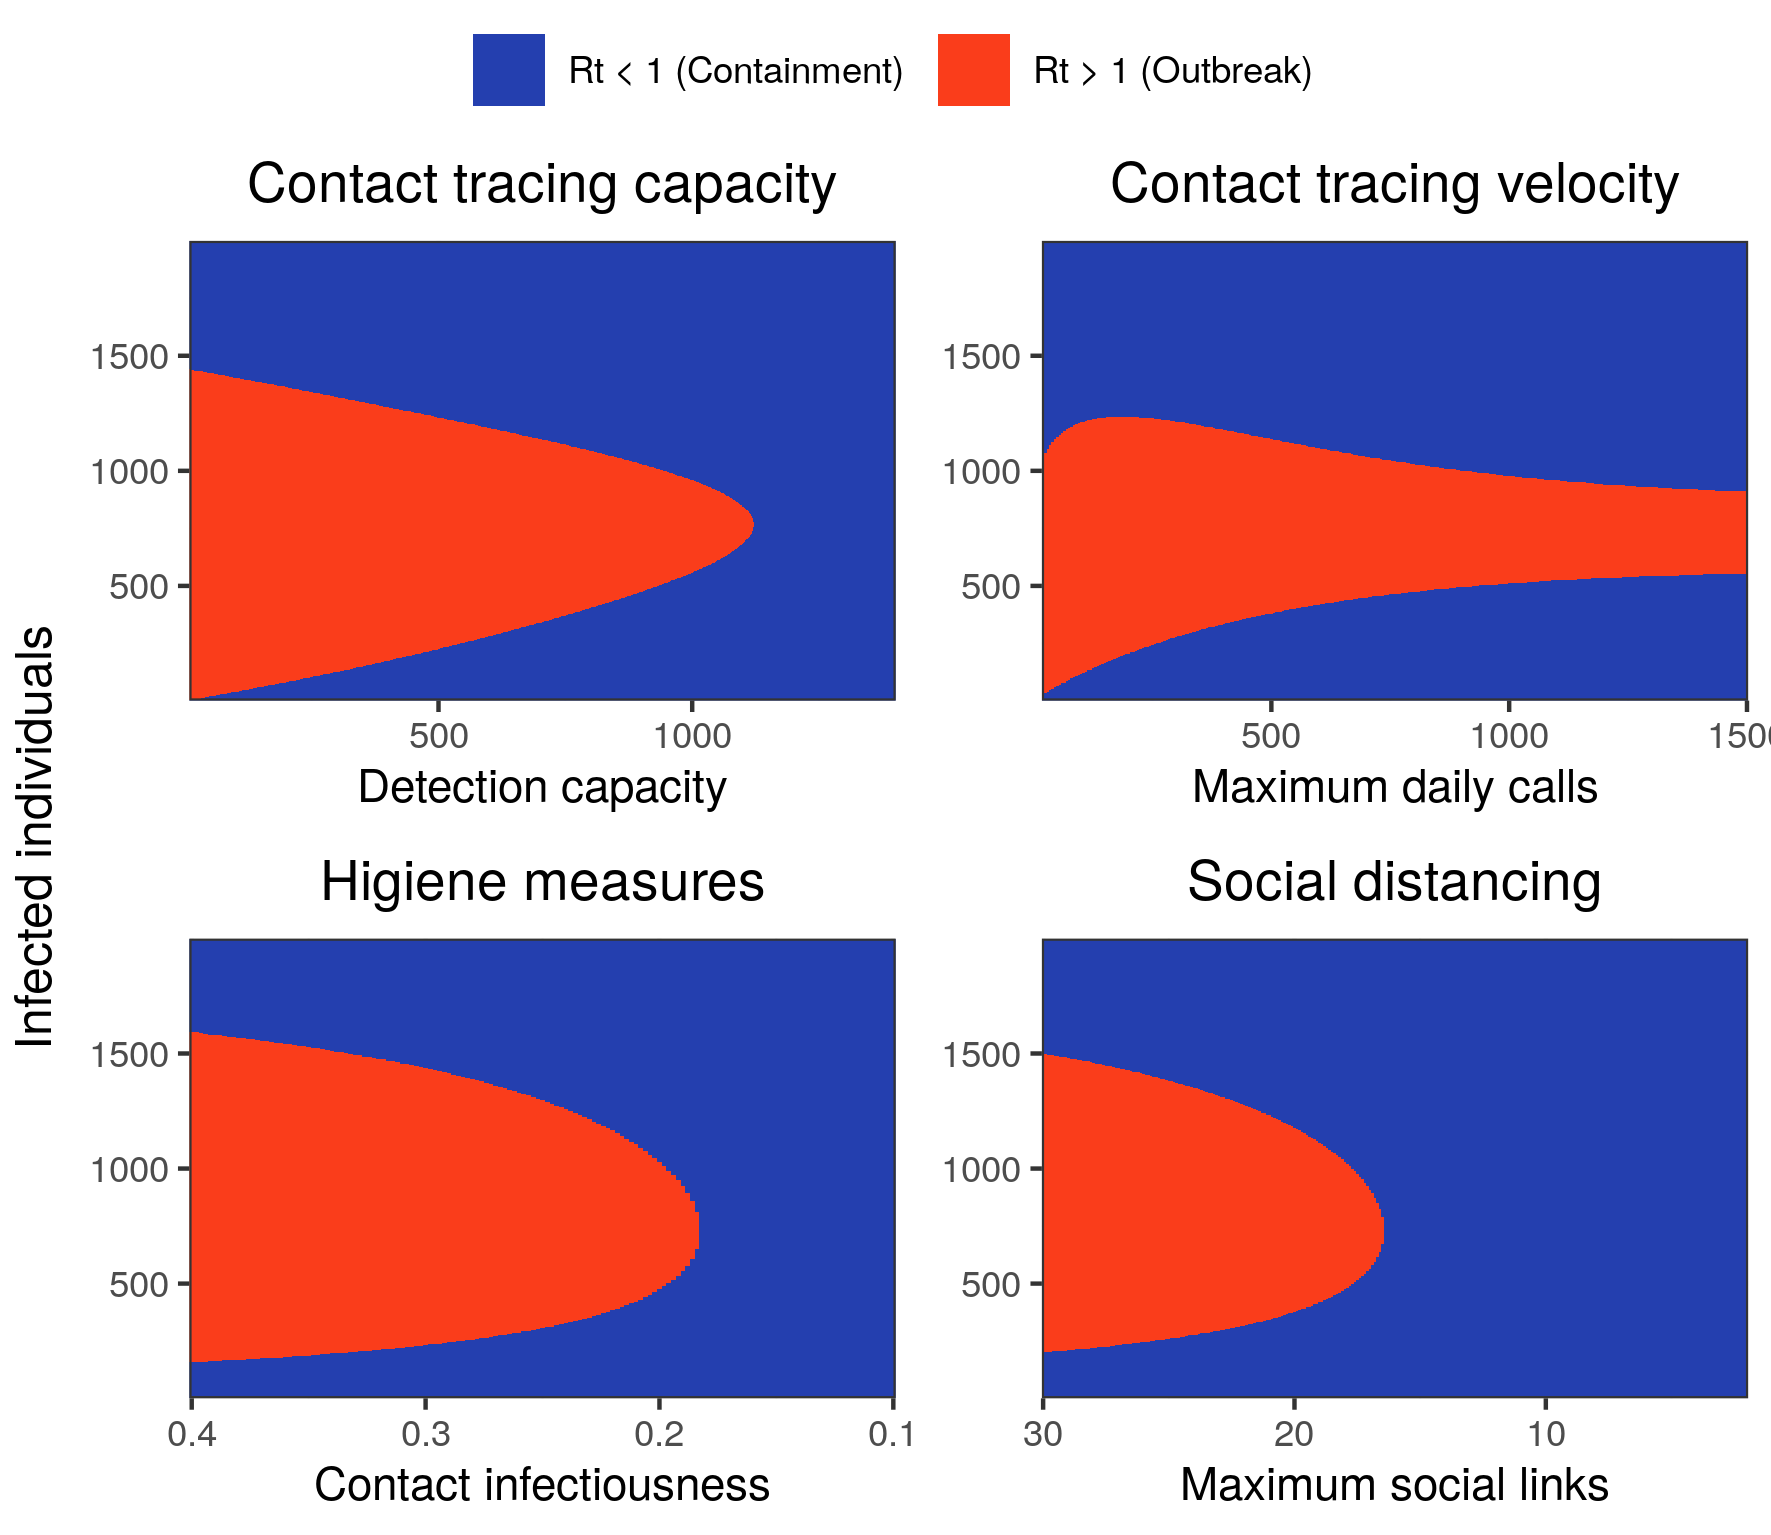 Rt < 1 (Containment) Rt > 1 (Outbreak)
Contact tracing capacity
Contact tracing velocity
Infected individuals
1500
1000
500
500 1000
Detection capacity
1500
1000
500
500 1000 150
Maximum daily calls
Higiene measures
Social distancing
1500
1000
500
0.4 0.3 0.2 0.1
Contact infectiousness
1500
1000
500
30 20 10
Maximum social links